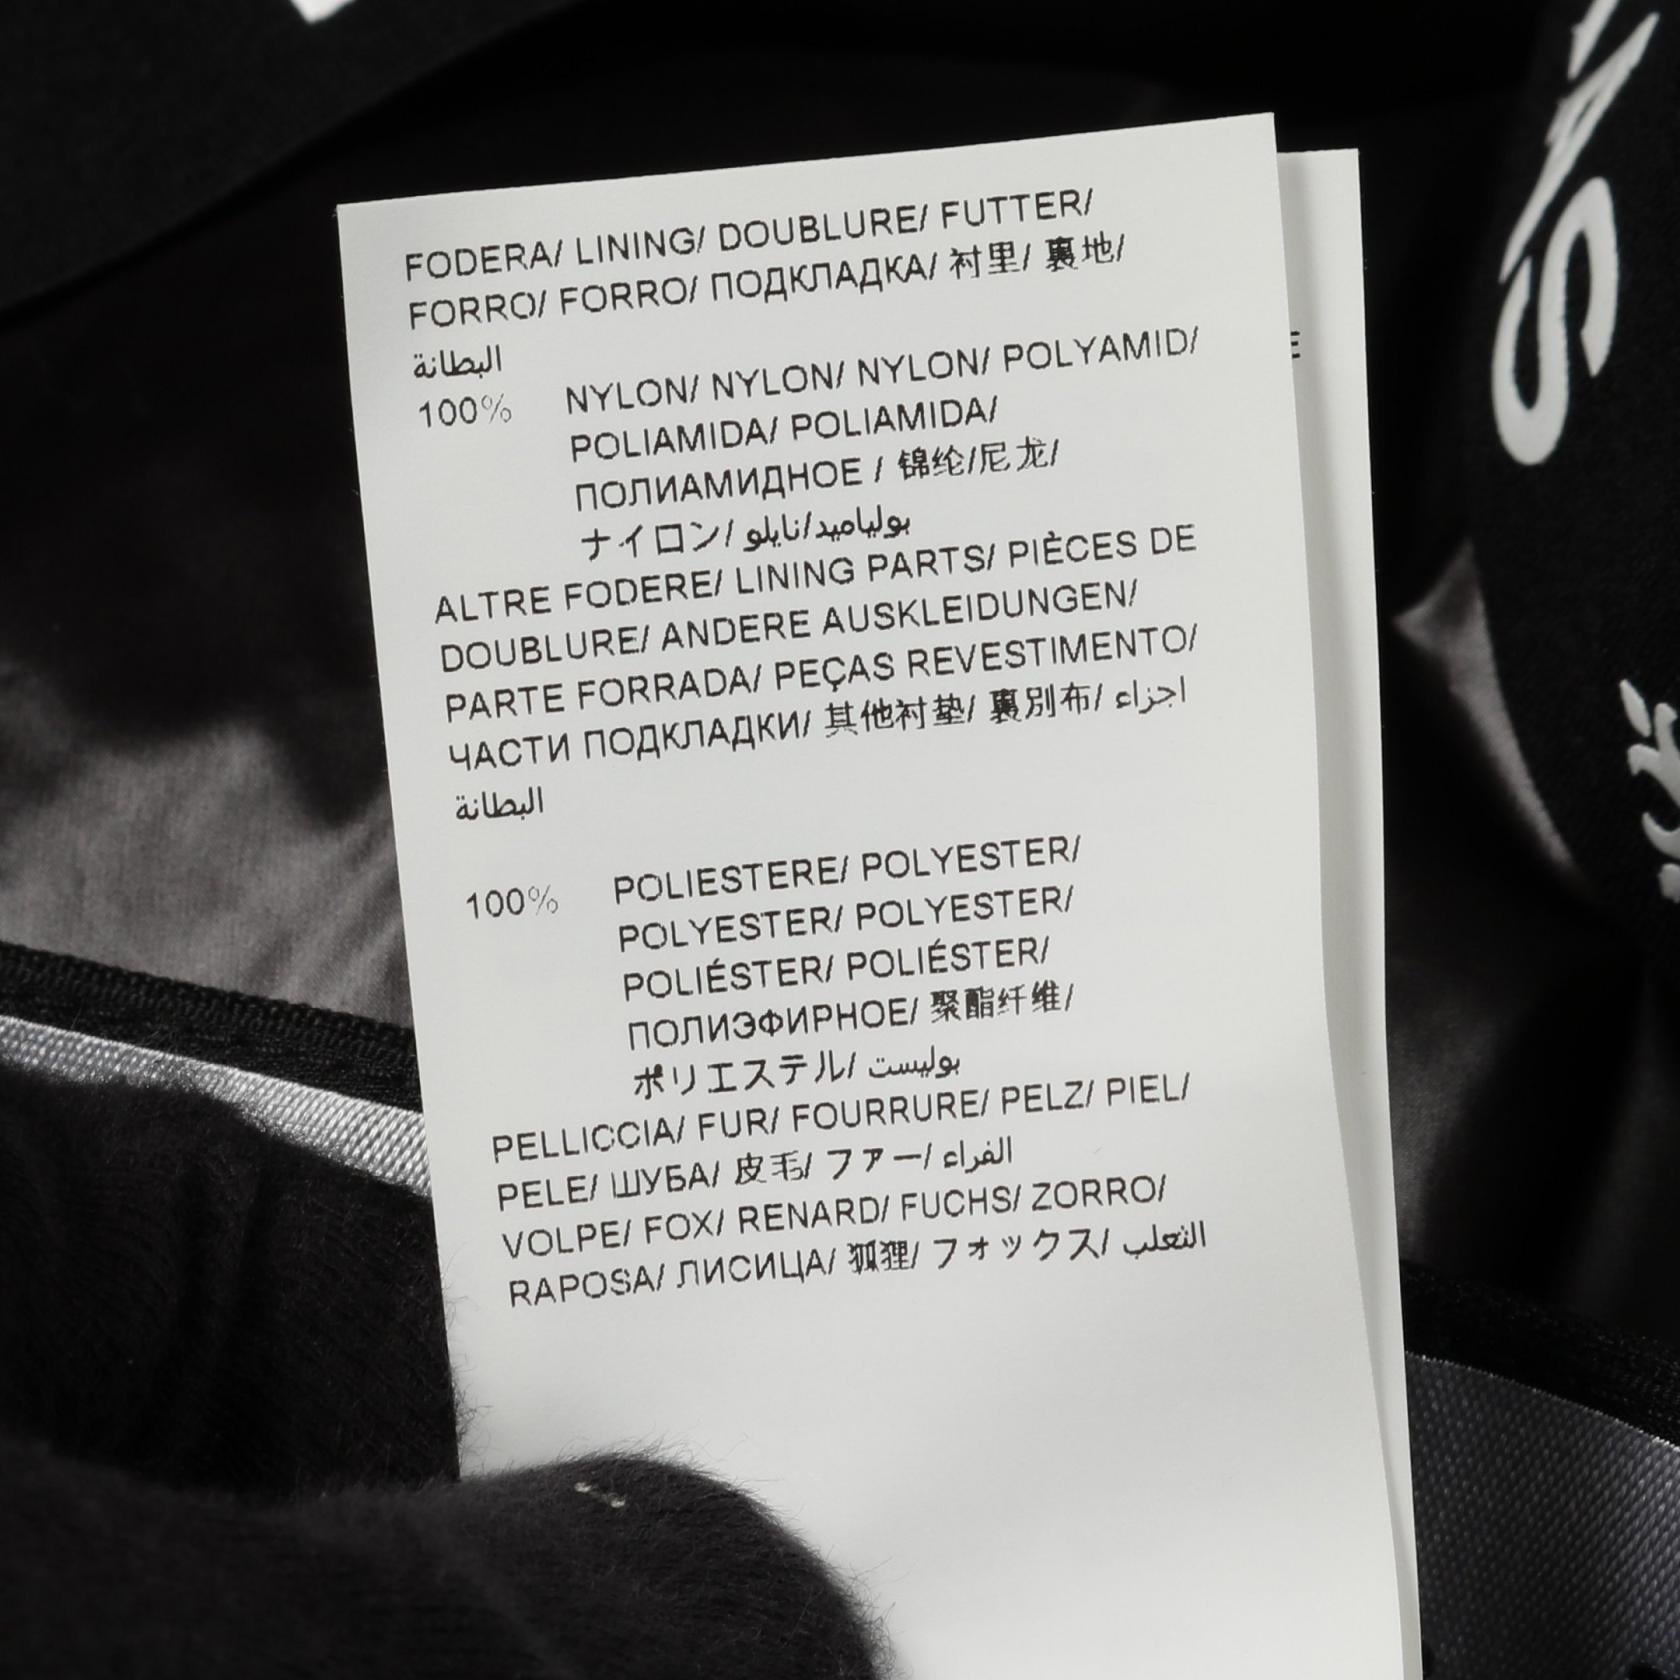 FODERA/ LINING/ DOUBLURE/ FUTTER/
FORRO/ FORRO/ ПОДКЛАДКА/ 衬里/ 裏地/
البطانة
100% NYLON/ NYLON/ NYLON/ POLYAMID/
POLIAMIDA/ POLIAMIDA/
ПОЛИАМИДНОЕ / 锦纶/尼龙/
ナイロン/ بولياميد/نايلو
ALTRE FODERE/ LINING PARTS/ PIÈCES DE
DOUBLURE/ ANDERE AUSKLEIDUNGEN/
PARTE FORRADA/ PEÇAS REVESTIMENTO/
ЧАСТИ ПОДКЛАДКИ/ 其他衬垫/ 裏別布/ اجزاء
البطانة
100% POLIESTERE/ POLYESTER/
POLYESTER/ POLYESTER/
POLIÉSTER/ POLIÉSTER/
ПОЛИЭФИРНОЕ/ 聚酯纤维/
ポリエステル/ بوليست
PELLICCIA/ FUR/ FOURRURE/ PELZ/ PIEL/
PELE/ ШУБА/ 皮毛/ ファー/ الفراء
VOLPE/ FOX/ RENARD/ FUCHS/ ZORRO/
RAPOSA/ ЛИСИЦА/ 狐狸/ フォックス/ الثعلب
E